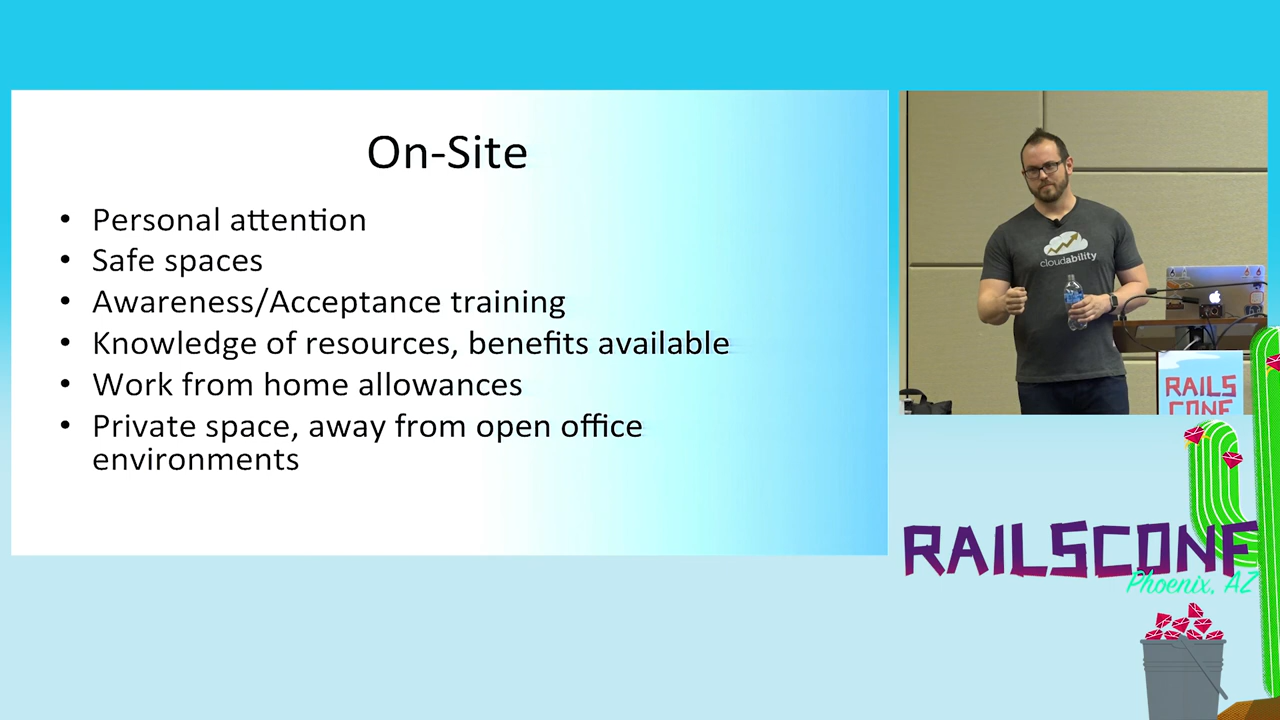 On-Site
• Personal attention
• Safe spaces
• Awareness/Acceptance training
• Knowledge of resources, benefits available
• Work from home allowances
• Private space, away from open office
environments
cloudability
RAILS
CONF
RAILSCONF
Phoenix, AZ